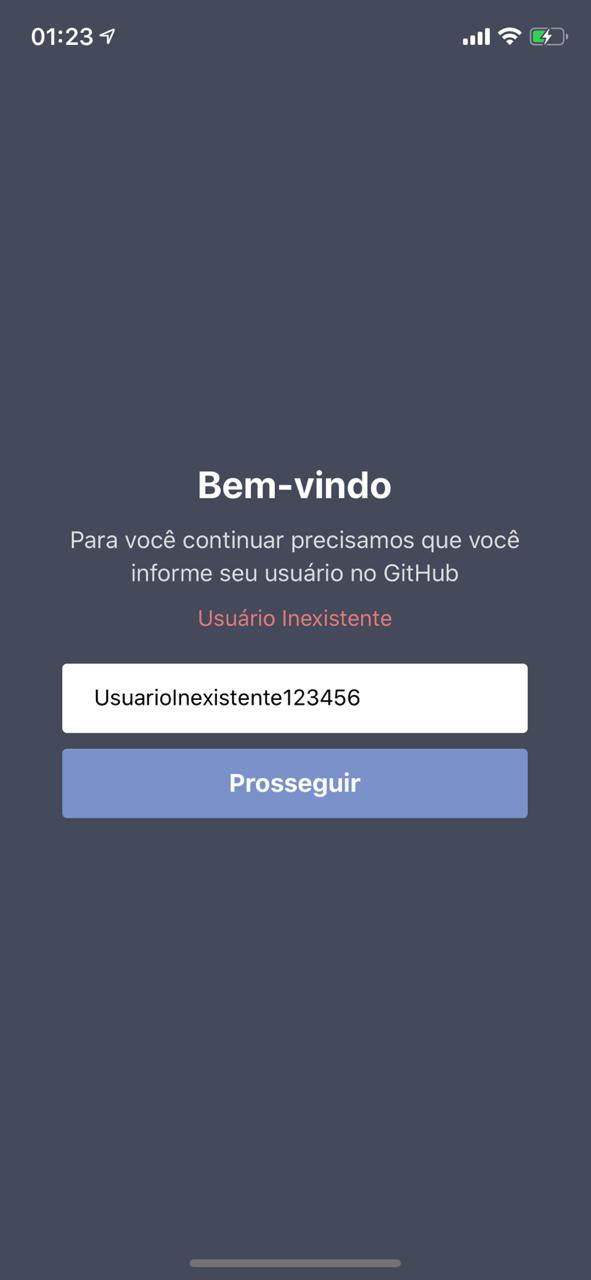 01:23
Bem-vindo
Para você continuar precisamos que você
informe seu usuário no GitHub
Usuário Inexistente
UsuarioInexistente123456
Prosseguir